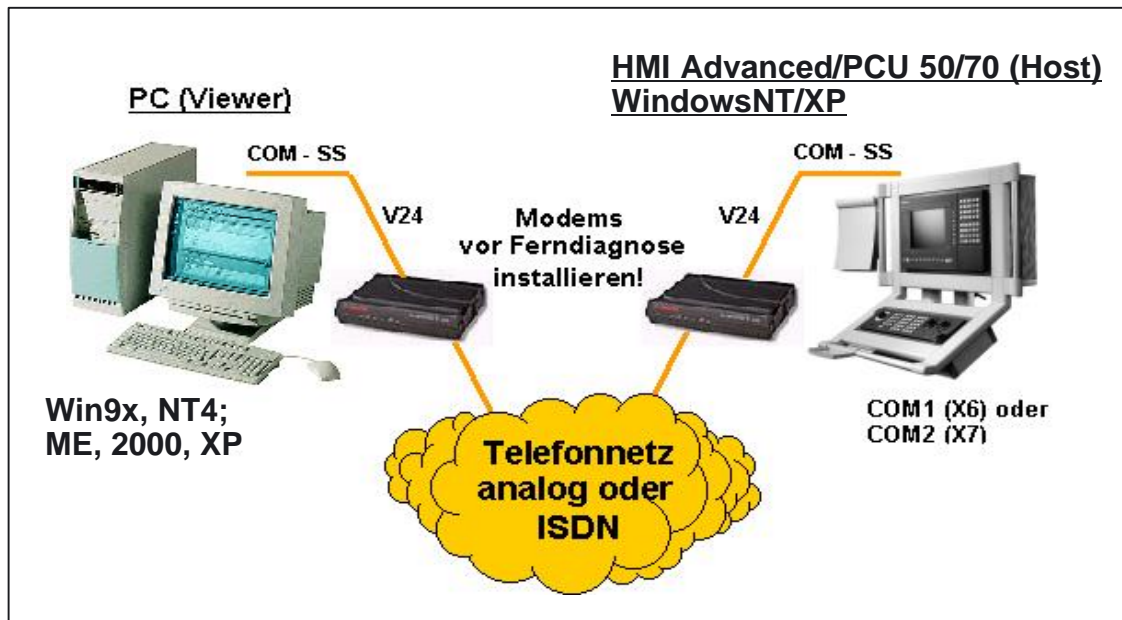 PC (Viewer)
HMI Advanced/PCU 50/70 (Host)
WindowsNT/XP
COM - SS
COM - SS
V24
V24
Modems
vor Ferndiagnose
installieren!
Win9x, NT4;
ME, 2000, XP
COM1 (X6) oder
COM2 (X7)
Telefonnetz
analog oder
ISDN